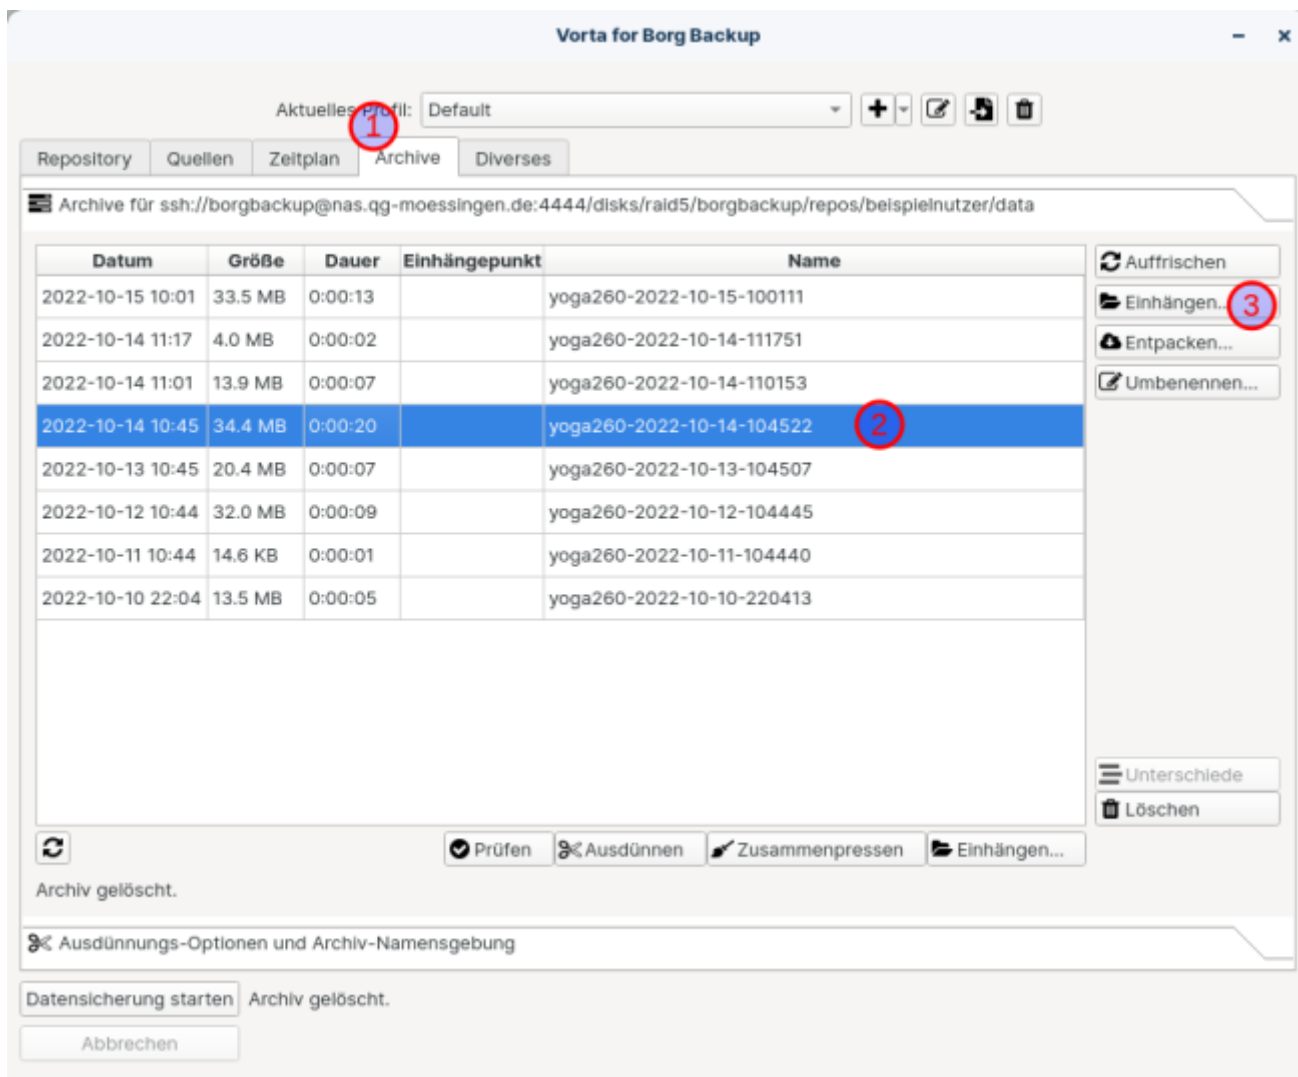 Vorta for Borg Backup
Aktuelles Profil: Default
1
Repository Quellen Zeitplan Archive Diverses
Archive für ssh://borgbackup@nas.qg-moessingen.de:4444/disks/raid5/borgbackup/repos/beispielnutzer/data
Datum Größe Dauer Einhängepunkt Name
Auffrischen
2022-10-15 10:01 33.5 MB 0:00:13 yoga260-2022-10-15-100111
Einhängen... 3
2022-10-14 11:17 4.0 MB 0:00:02 yoga260-2022-10-14-111751
Entpacken...
2022-10-14 11:01 13.9 MB 0:00:07 yoga260-2022-10-14-110153
Umbenennen...
2022-10-14 10:45 34.4 MB 0:00:20 yoga260-2022-10-14-104522 2
2022-10-13 10:45 20.4 MB 0:00:07 yoga260-2022-10-13-104507
2022-10-12 10:44 32.0 MB 0:00:09 yoga260-2022-10-12-104445
2022-10-11 10:44 14.6 KB 0:00:01 yoga260-2022-10-11-104440
2022-10-10 22:04 13.5 MB 0:00:05 yoga260-2022-10-10-220413
Unterschiede
Löschen
Prüfen Ausdünnen Zusammenpressen Einhängen...
Archiv gelöscht.
Ausdünnungs-Optionen und Archiv-Namensgebung
Datensicherung starten Archiv gelöscht.
Abbrechen